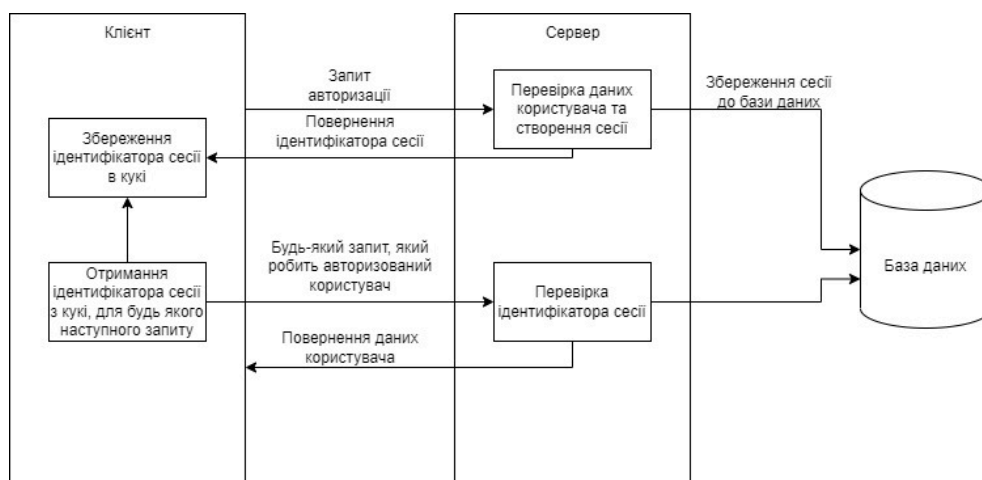 Клієнт
Сервер
Запит
авторизації
Перевірка даних
користувача та
створення сесії
Збереження сесії
до бази даних
Повернення
ідентифікатора сесії
Збереження
ідентифікатора сесії
в кукі
Будь-який запит, який
робить авторизований
користувач
База даних
Отримання
ідентифікатора сесії
з кукі, для будь якого
наступного запиту
Перевірка
ідентифікатора сесії
Повернення даних
користувача